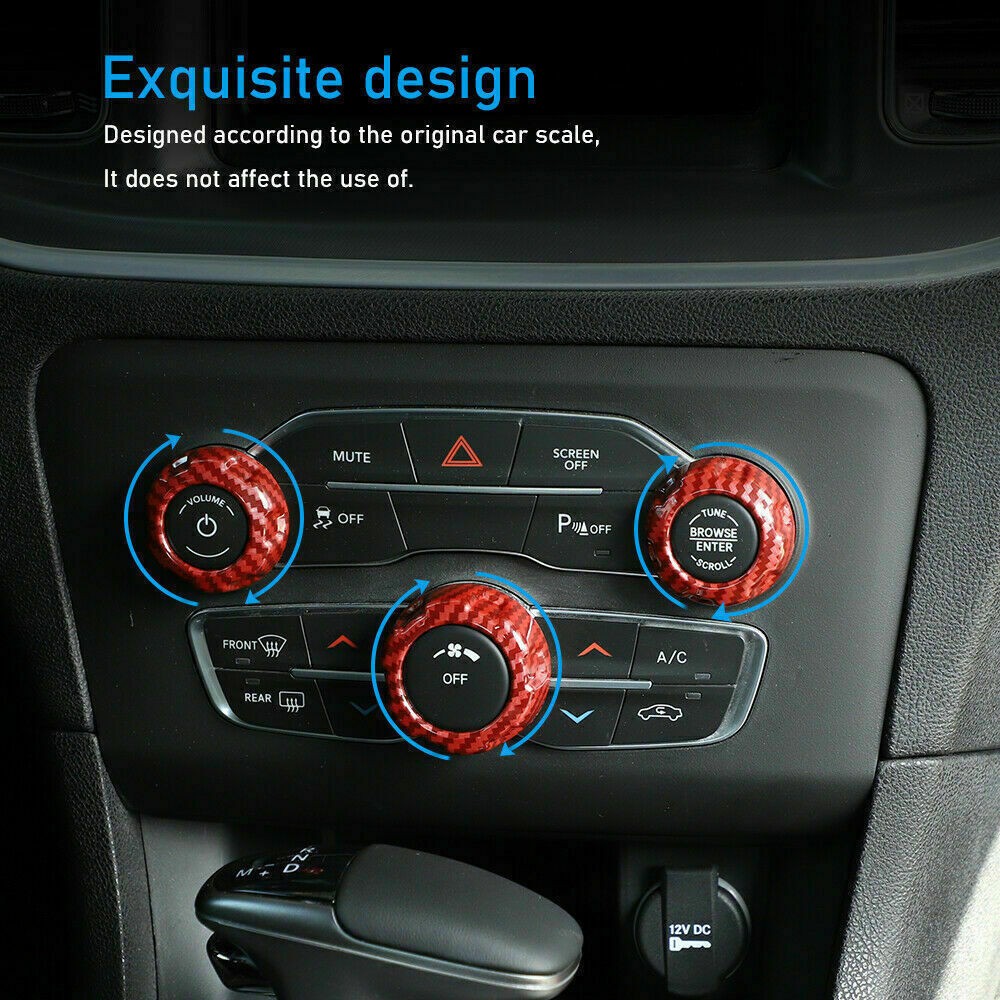 Exquisite design
Designed according to the original car scale,
It does not affect the use of.
MUTE
SCREEN
OFF
VOLUME
OFF
P OFF
TUNE
BROWSE
ENTER
SCROLL
FRONT
A/C
OFF
REAR
R
N
M - + D
12V DC